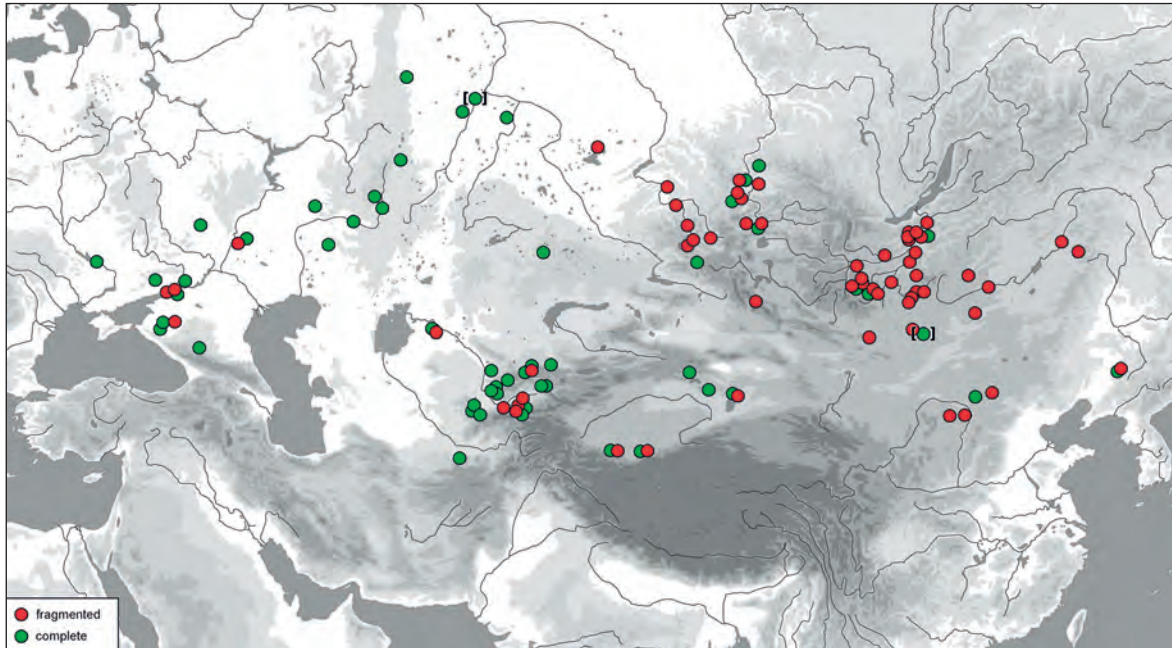 [ ]
[ ]
fragmented
complete